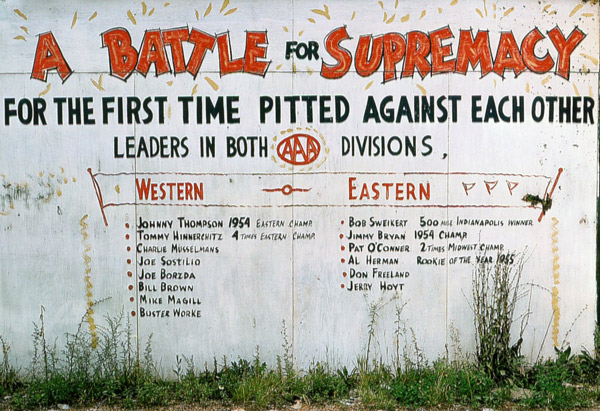 A BATTLE FOR SUPREMACY
FOR THE FIRST TIME PITTED AGAINST EACH OTHER
LEADERS IN BOTH AAA DIVISIONS,
WESTERN
JOHNNY THOMPSON 1954 EASTERN CHAMP.
TOMMY HINNERCHITZ 4 TIMES EASTERN CHAMP.
CHARLIE MUSSELMANS
JOE SOSTILIO
JOE BORZDA
BILL BROWN
MIKE MAGILL
BUSTER WORKE
EASTERN
BOB SWEIKERT 500 MILE INDIANAPOLIS WINNER
JIMMY BRYAN 1954 CHAMP.
PAT O'CONNER 2 TIMES MIDWEST CHAMP
AL HERMAN ROOKIE OF THE YEAR 1955
DON FREELAND
JERRY HOYT